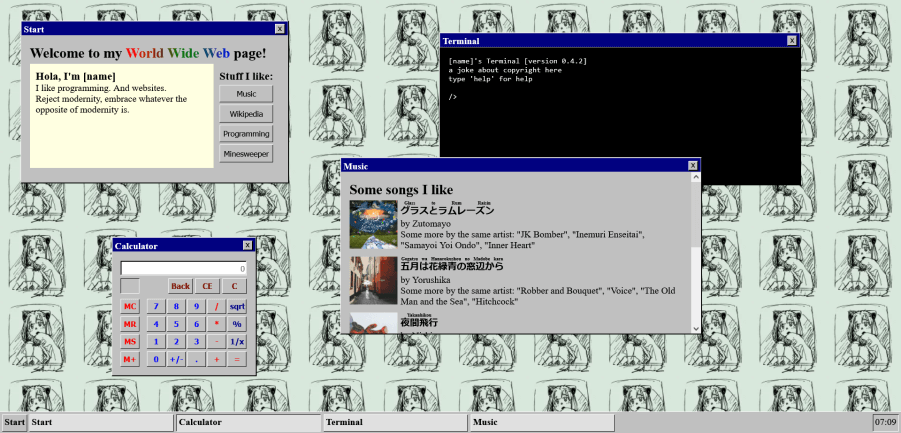 Start
Welcome to my World Wide Web page!
Hola, I'm [name]
I like programming. And websites.
Reject modernity, embrace whatever the
opposite of modernity is.
Stuff I like:
Music
Wikipedia
Programming
Minesweeper
Terminal
[name]'s Terminal [version 0.4.2]
a joke about copyright here
type 'help' for help
/>
Music
Some songs I like
Glass to Rum Raisin
グラスとラムレーズン
by Zutomayo
Some more by the same artist: "JK Bomber", "Inemuri Enseitai",
"Samayoi Yoi Ondo", "Inner Heart"
Gogatsu wa Hanarokushou no Madobe kara
五月は花緑青の窓辺から
by Yorushika
Some more by the same artist: "Robber and Bouquet", "Voice", "The Old
Man and the Sea", "Hitchcock"
Yakanhikou
夜間飛行
Calculator
0
Back CE C
MC 7 8 9 / sqrt
MR 4 5 6 * %
MS 1 2 3 - 1/x
M+ 0 +/- . + =
Start Start Calculator Terminal Music 07:09